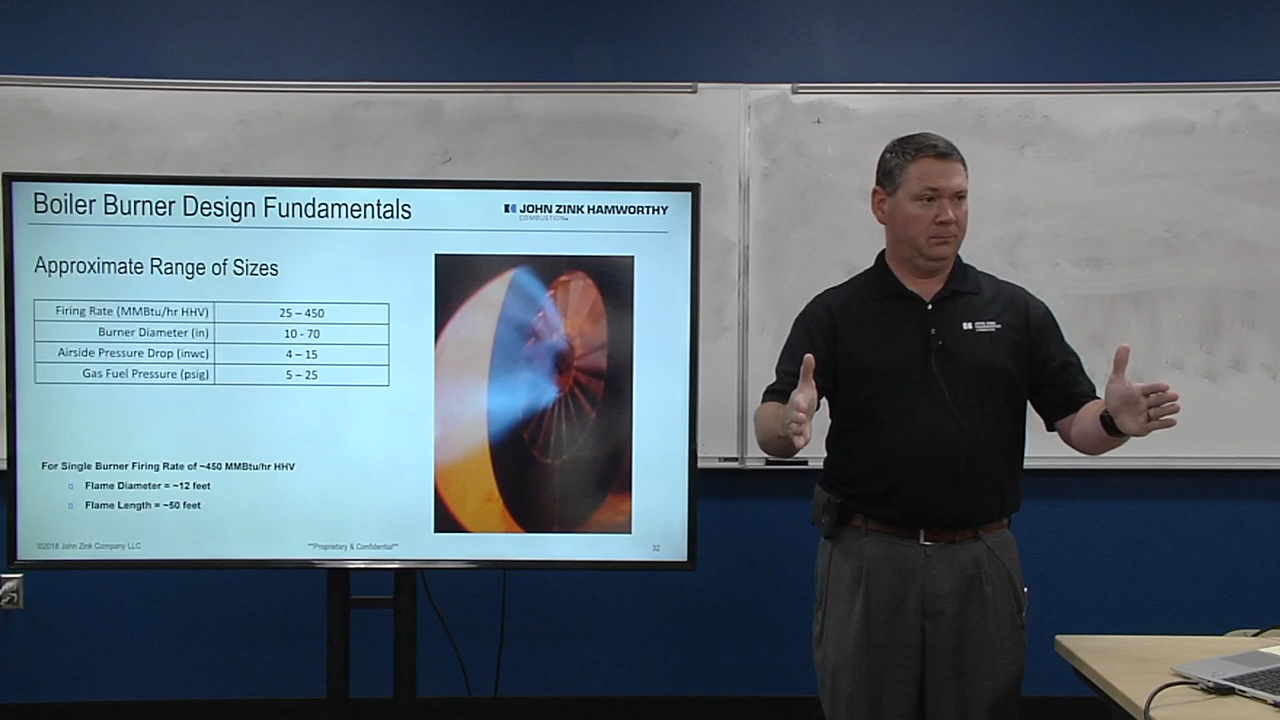 Boiler Burner Design Fundamentals
JOHN ZINK HAMWORTHY
COMBUSTION
Approximate Range of Sizes
Firing Rate (MMBtu/hr HHV) 25 – 450
Burner Diameter (in) 10 - 70
Airside Pressure Drop (inwc) 4 – 15
Gas Fuel Pressure (psig) 5 – 25
For Single Burner Firing Rate of ~450 MMBtu/hr HHV
Flame Diameter = ~12 feet
Flame Length = ~50 feet
©2018 John Zink Company LLC
**Proprietary & Confidential**
32
JOHN ZINK
HAMWORTHY